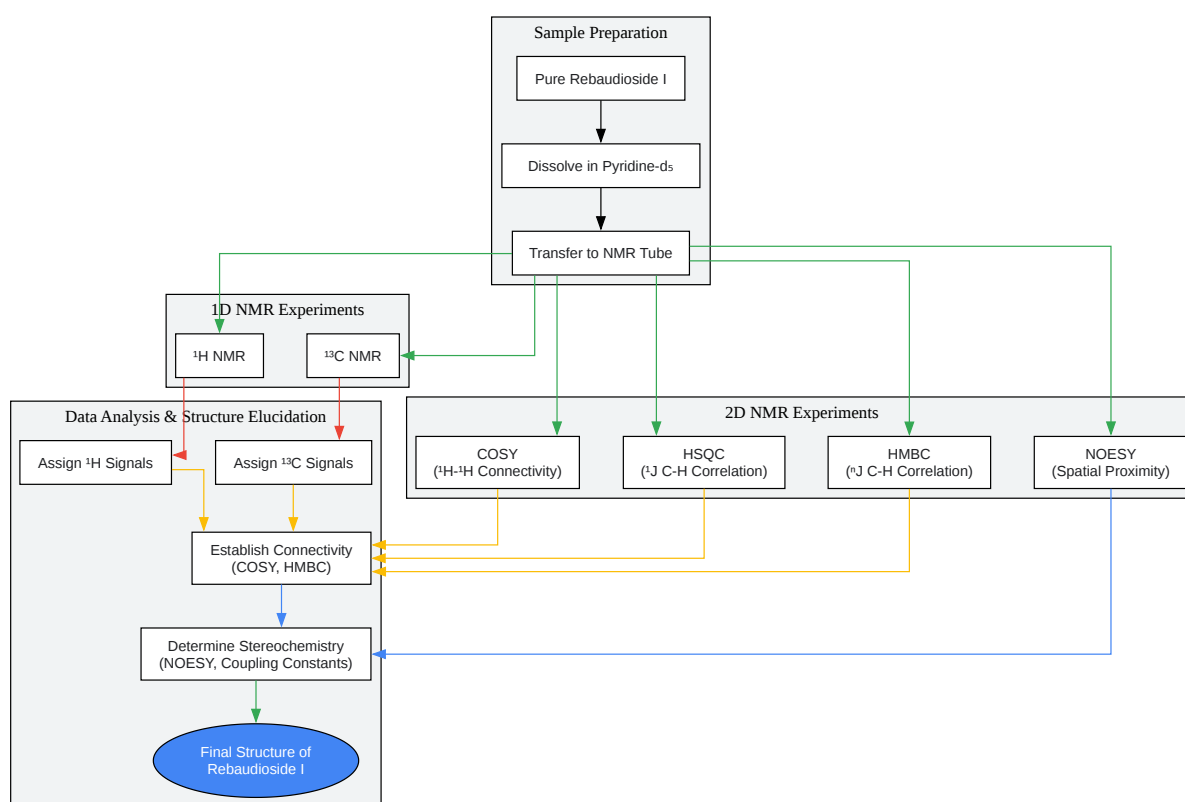 Sample Preparation
Pure Rebaudioside I
Dissolve in Pyridine-d₅
Transfer to NMR Tube
1D NMR Experiments
¹H NMR
¹³C NMR
Data Analysis & Structure Elucidation
2D NMR Experiments
Assign ¹H Signals
Assign ¹³C Signals
COSY
(¹H-¹H Connectivity)
HSQC
(¹J C-H Correlation)
HMBC
(ⁿJ C-H Correlation)
NOESY
(Spatial Proximity)
Establish Connectivity
(COSY, HMBC)
Determine Stereochemistry
(NOESY, Coupling Constants)
Final Structure of
Rebaudioside I